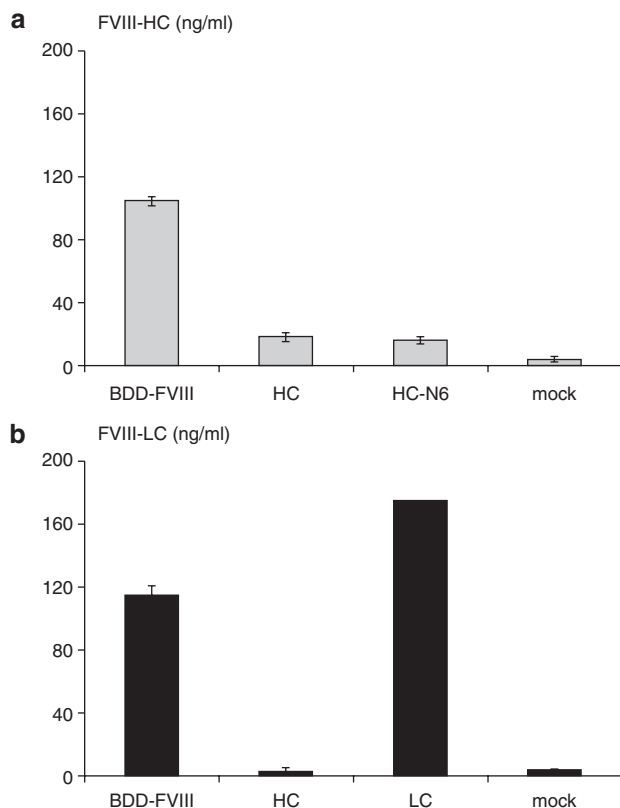 a
FVIII-HC (ng/ml)
200
160
120
80
40
0
BDD-FVIII HC HC-N6 mock
b
FVIII-LC (ng/ml)
200
160
120
80
40
0
BDD-FVIII HC LC mock